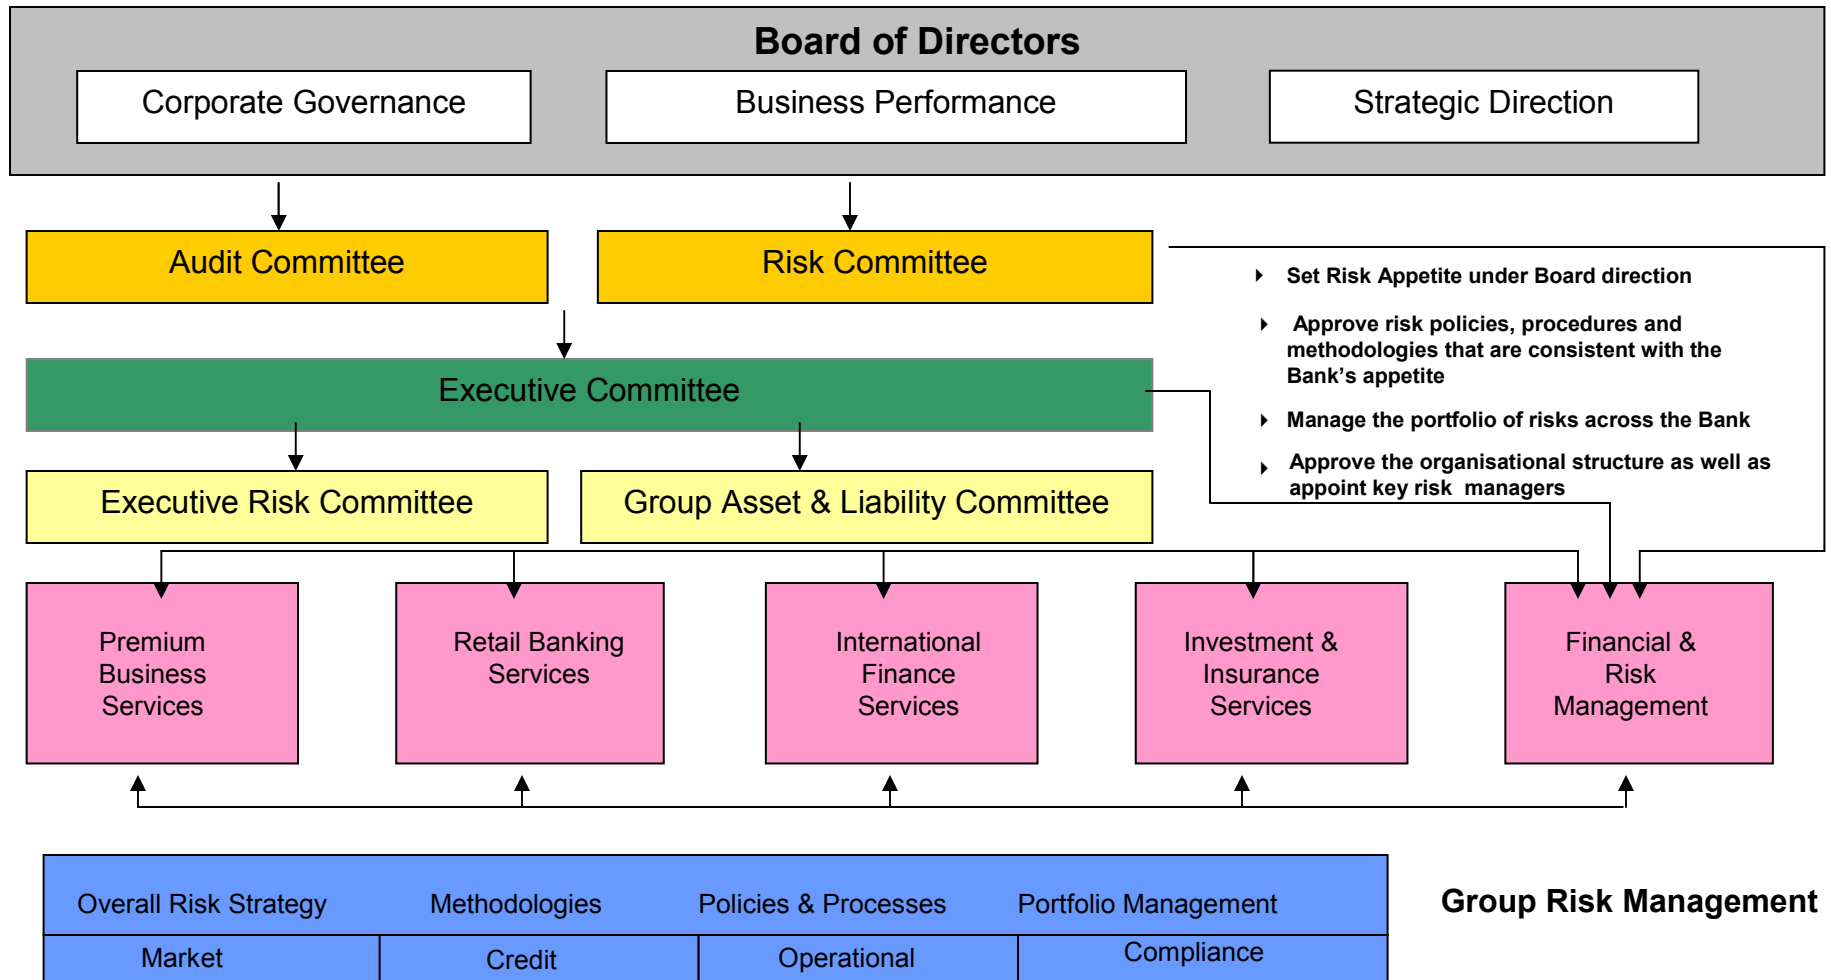 Board of Directors
Corporate Governance
Business Performance
Strategic Direction
Audit Committee
Risk Committee
Set Risk Appetite under Board direction
Approve risk policies, procedures and
methodologies that are consistent with the
Bank’s appetite
Manage the portfolio of risks across the Bank
Approve the organisational structure as well as
appoint key risk managers
Executive Committee
Executive Risk Committee
Group Asset & Liability Committee
Premium
Business
Services
Retail Banking
Services
International
Finance
Services
Investment &
Insurance
Services
Financial &
Risk
Management
Overall Risk Strategy
Methodologies
Policies & Processes
Portfolio Management
Group Risk Management
Market
Credit
Operational
Compliance